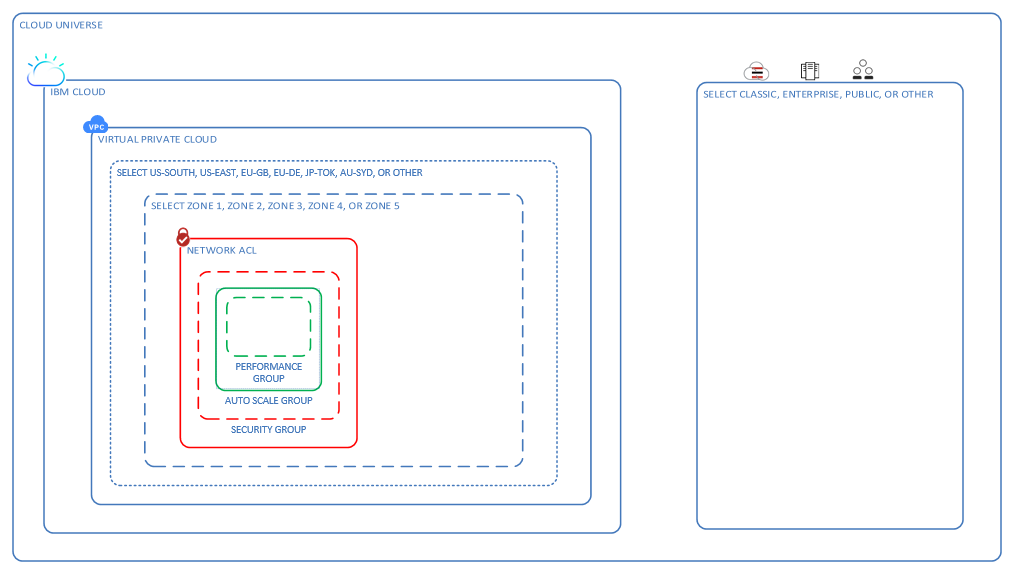 CLOUD UNIVERSE
IBM CLOUD
SELECT CLASSIC, ENTERPRISE, PUBLIC, OR OTHER
VPC
VIRTUAL PRIVATE CLOUD
SELECT US-SOUTH, US-EAST, EU-GB, EU-DE, JP-TOK, AU-SYD, OR OTHER
SELECT ZONE 1, ZONE 2, ZONE 3, ZONE 4, OR ZONE 5
NETWORK ACL
PERFORMANCE
GROUP
AUTO SCALE GROUP
SECURITY GROUP